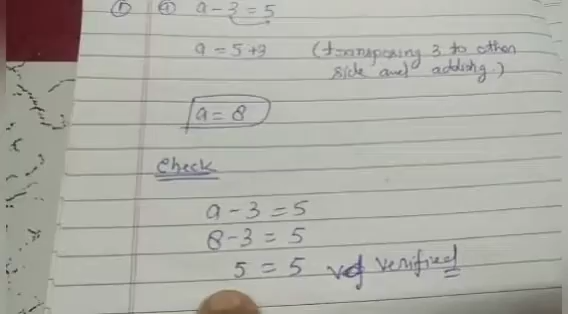 ① ⓐ a - 3 = 5
a = 5+3 (transposing 3 to other
side and adding.)
a = 8
Check
a - 3 = 5
8 - 3 = 5
5 = 5 verified